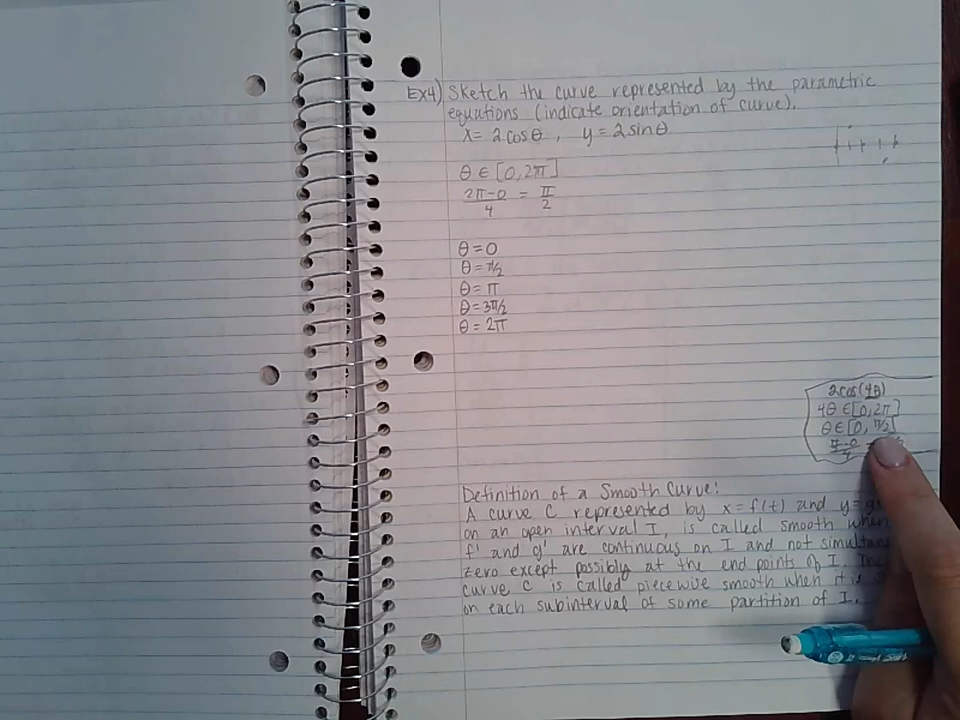 Ex4) Sketch the curve represented by the parametric
equations (indicate orientation of curve).
x = 2cosθ , y = 2sinθ
θ ∈ [0, 2π]
2π-0/4 = π/2
θ = 0
θ = π/2
θ = π
θ = 3π/2
θ = 2π
2cos(4θ)
4θ ∈ [0, 2π]
θ ∈ [0, π/2]
Definition of a Smooth Curve:
A curve C represented by x = f(t) and y =
on an open interval I, is called smooth when
f' and g' are continuous on I and not
zero except possibly at the end points of I.
curve C is called piecewise smooth when it is
on each subinterval of some partition of I.